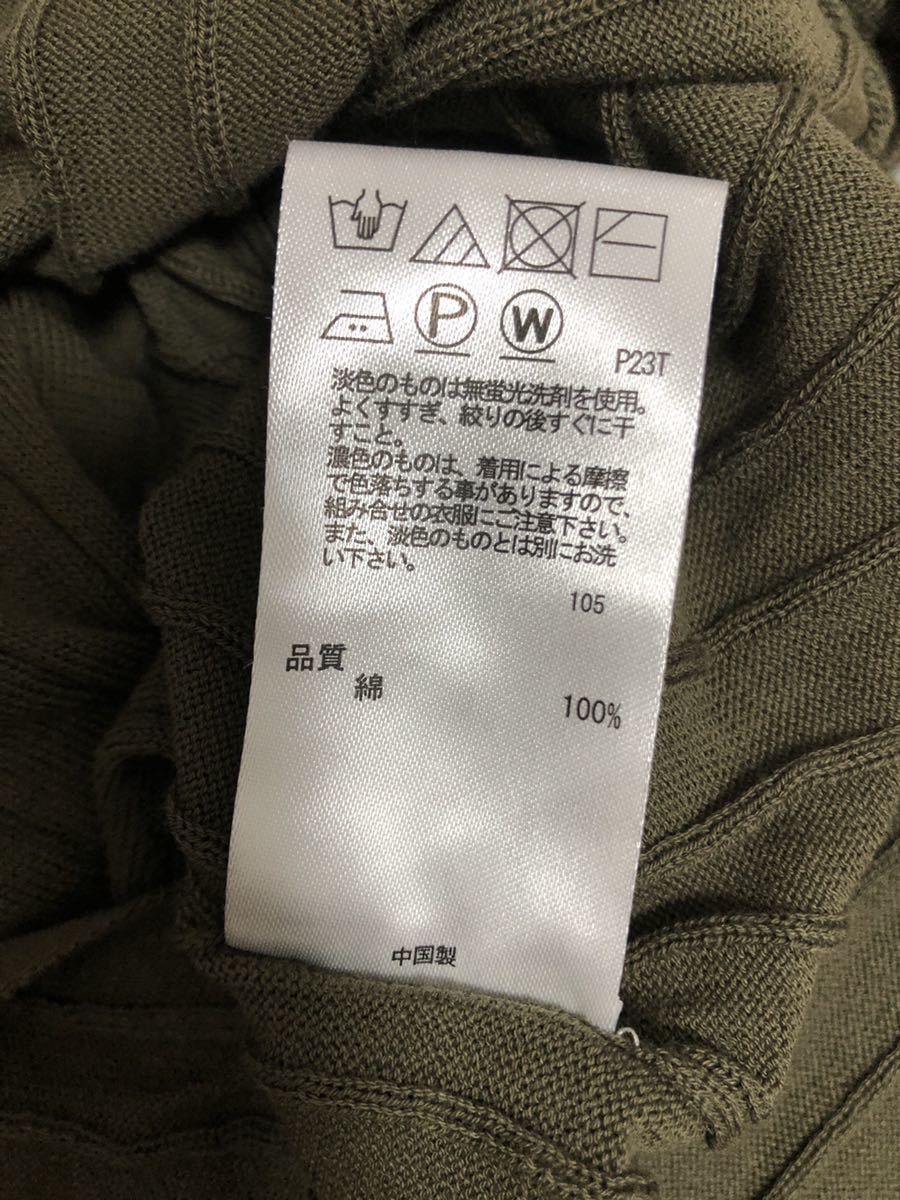 P
W
P23T
淡色のものは無蛍光洗剤を使用。
よくすすぎ、絞りの後すぐに干
すこと。
濃色のものは、着用による摩擦
で色落ちする事がありますので、
組み合せの衣服にご注意下さい。
また、淡色のものとは別にお洗
い下さい。
105
品質
綿 100%
中国製